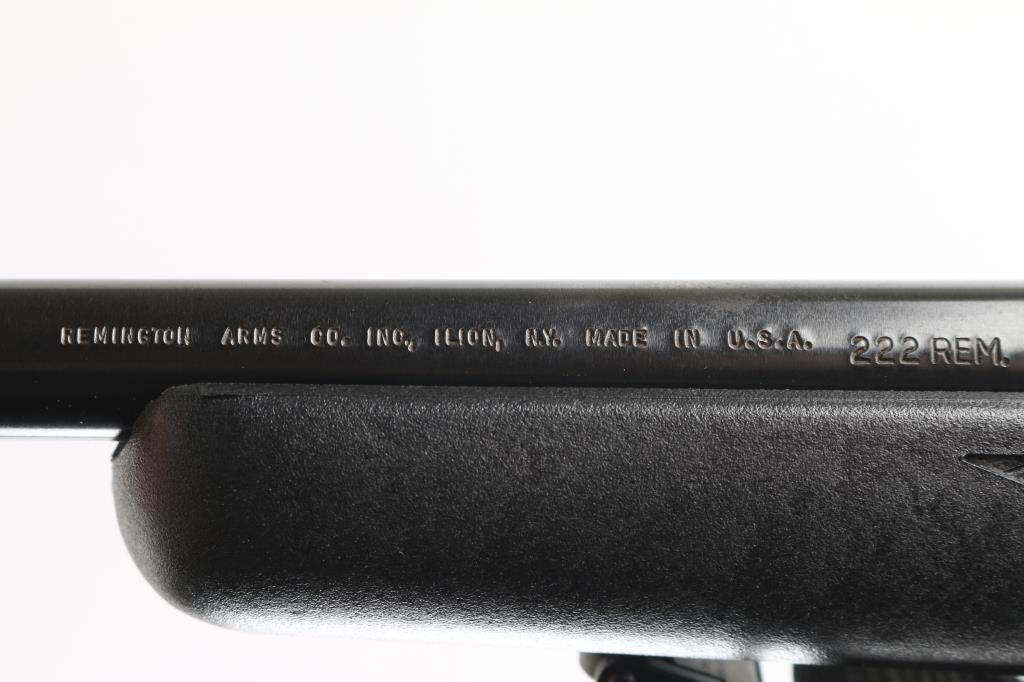 REMINGTON ARMS CO. INC., ILION, N.Y. MADE IN U.S.A. 222 REM.